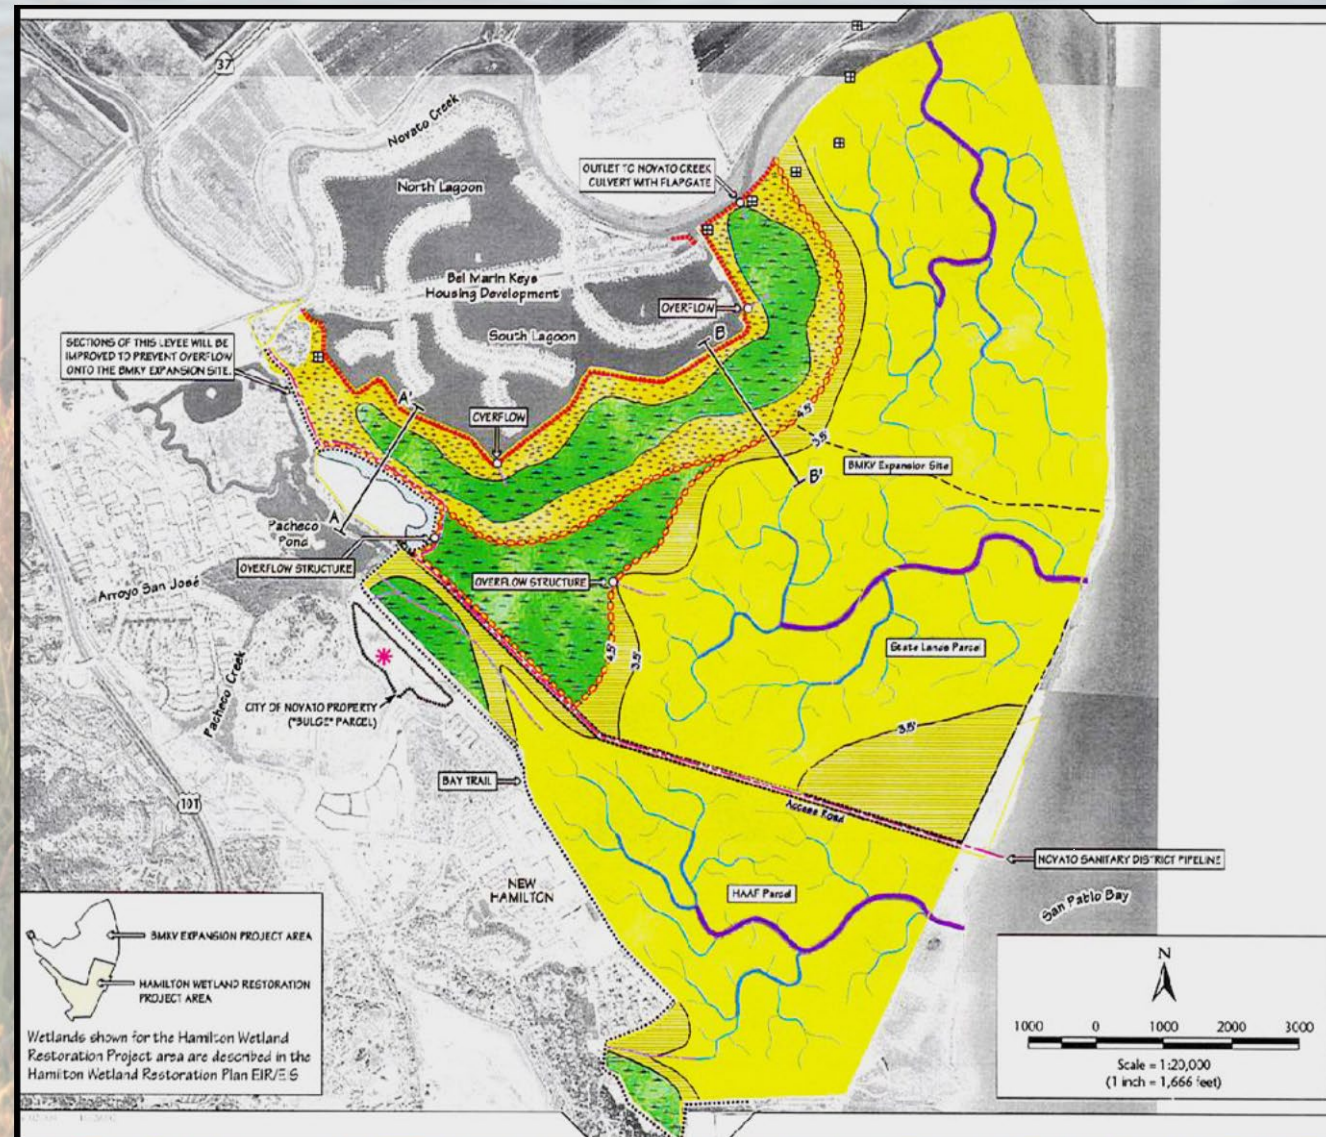 37
Novato Creek
North Lagoon
OUTLET TO NOVATO CREEK
CULVERT WITH FLAPGATE
Bel Marin Keys
Housing Development
OVERFLOW
South Lagoon
B
SECTIONS OF THIS LEVEE WILL BE
IMPROVED TO PREVENT OVERFLOW
ONTO THE BMKV EXPANSION SITE.
A'
OVERFLOW
4.5'
3.5'
BMKV Expansion Site
B'
A
Pacheco
Pond
OVERFLOW STRUCTURE
OVERFLOW STRUCTURE
Arroyo San José
4.5'
3.5'
State Lands Parcel
Pacheco Creek
CITY OF NOVATO PROPERTY
("BULGE" PARCEL)
3.5'
BAY TRAIL
101
Access Road
NOVATO SANITARY DISTRICT PIPELINE
NEW
HAMILTON
HAAF Parcel
San Pablo Bay
BMKV EXPANSION PROJECT AREA
HAMILTON WETLAND RESTORATION
PROJECT AREA
Wetlands shown for the Hamilton Wetland
Restoration Project area are described in the
Hamilton Wetland Restoration Plan EIR/EIS
N
1000 0 1000 2000 3000
Scale = 1:20,000
(1 inch = 1,666 feet)